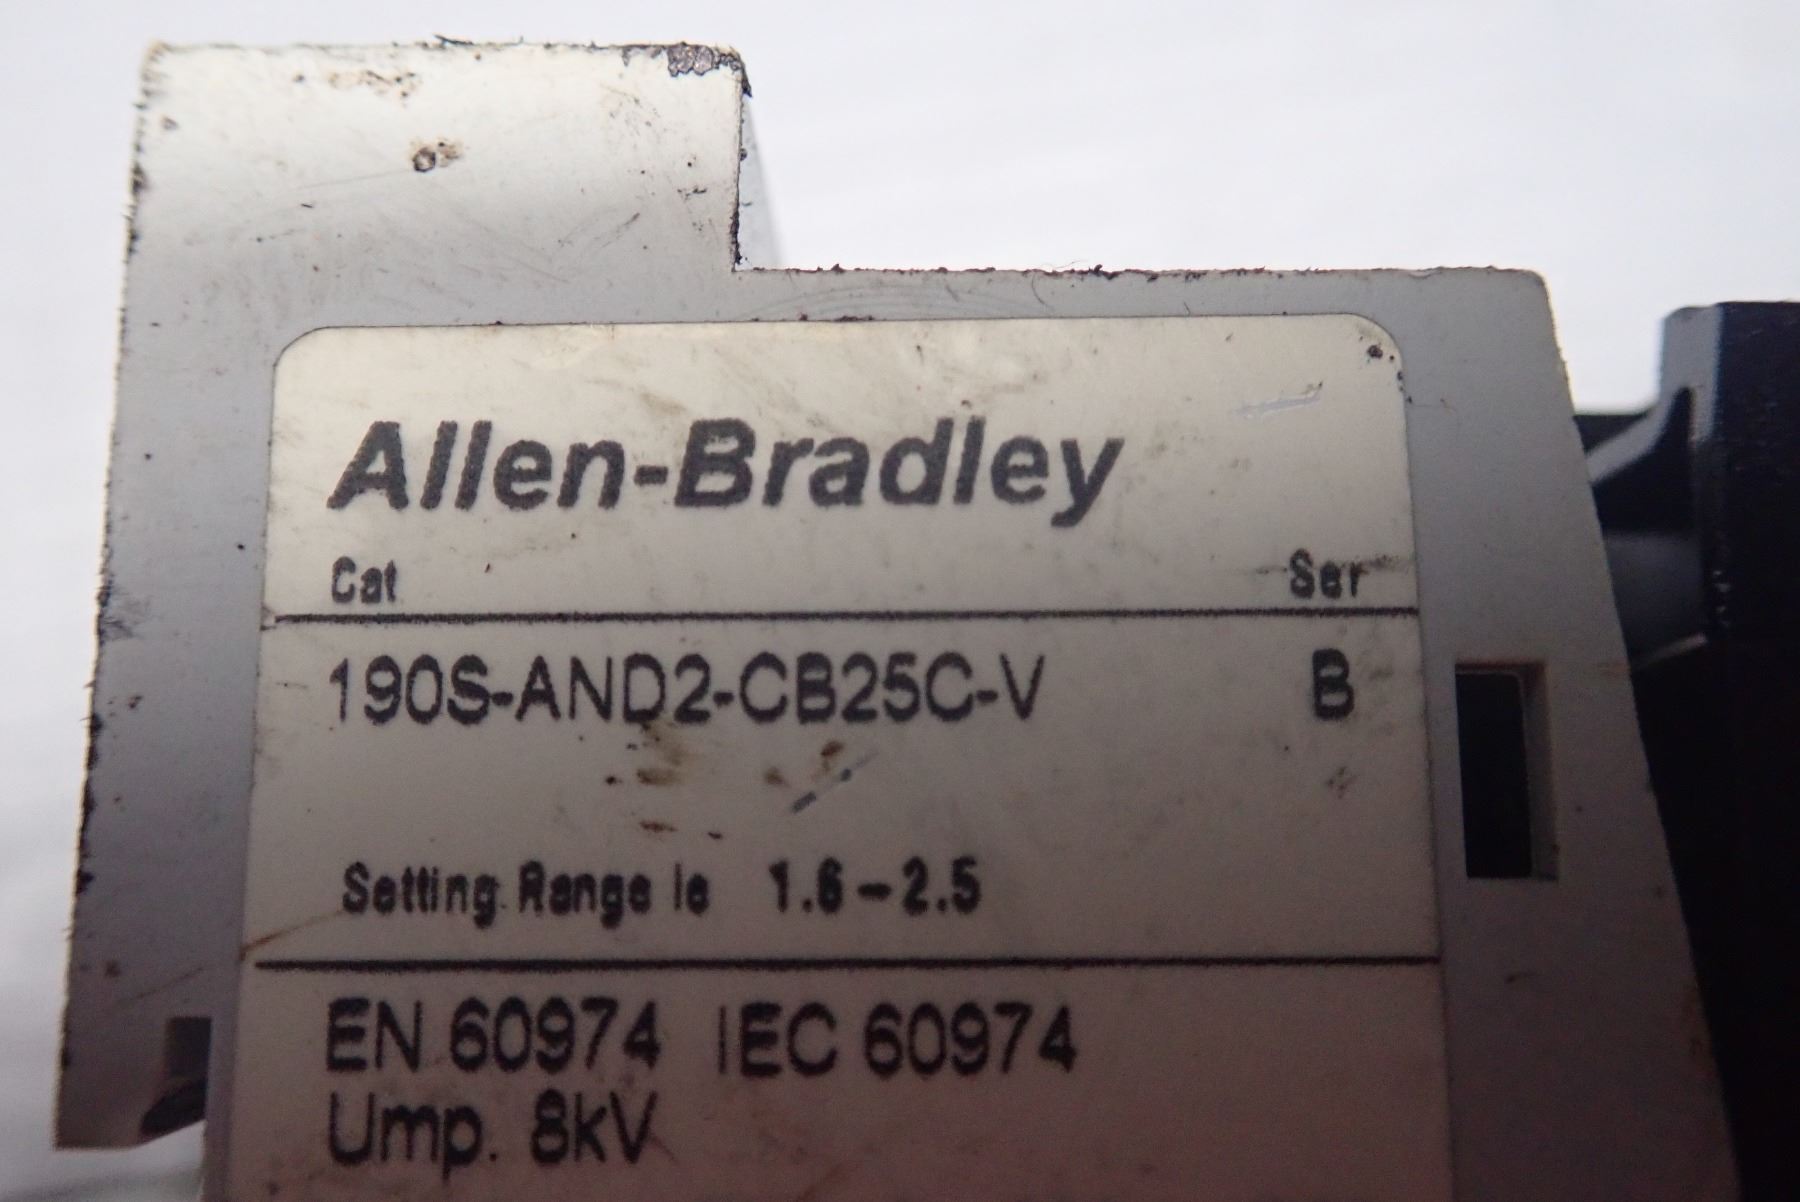 Allen-Bradley
Cat Ser
190S-AND2-CB25C-V B
Setting Range Ie 1.6-2.5
EN 60974 IEC 60974
Ump. 8kV